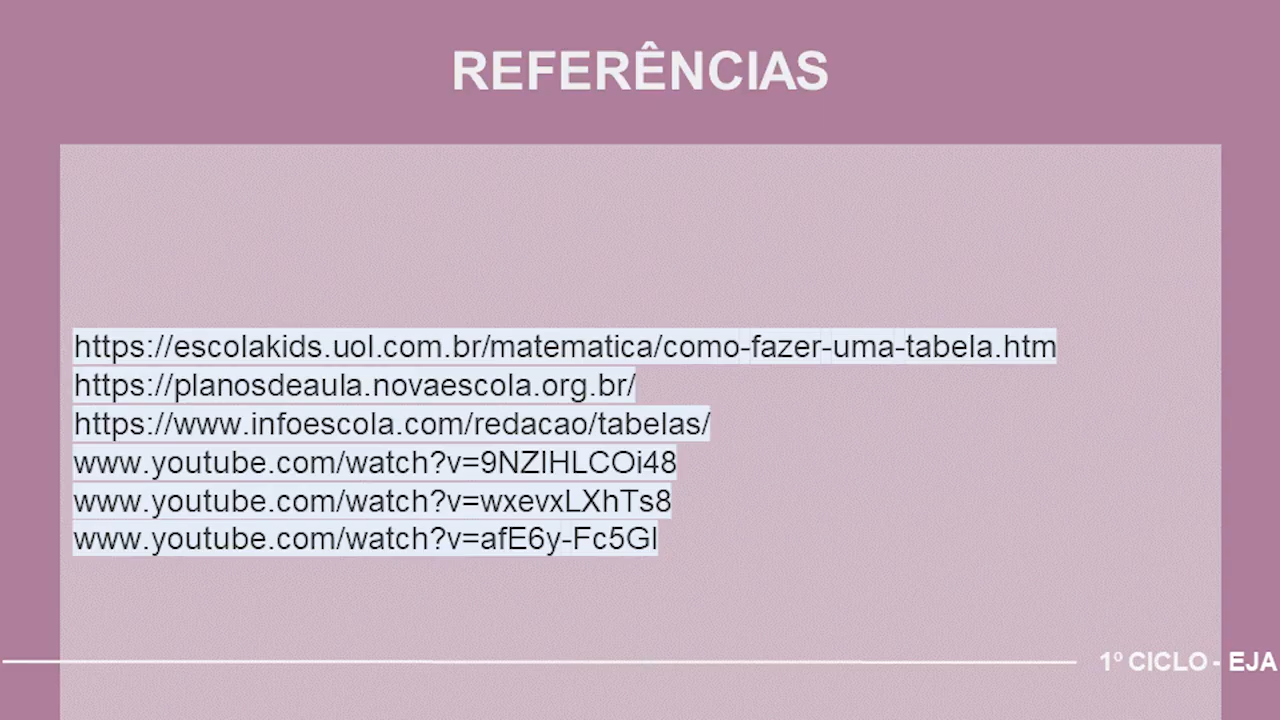 REFERÊNCIAS
https://escolakids.uol.com.br/matematica/como-fazer-uma-tabela.htm
https://planosdeaula.novaescola.org.br/
https://www.infoescola.com/redacao/tabelas/
www.youtube.com/watch?v=9NZIHLCOi48
www.youtube.com/watch?v=wxevxLXhTs8
www.youtube.com/watch?v=afE6y-Fc5GI
1º CICLO - EJA